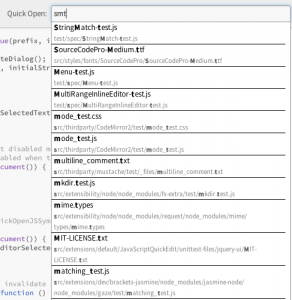 Quick Open: smt
StringMatch-test.js
test/spec/StringMatch-test.js
ue(prefix, i
SourceCodePro-Medium.ttf
teDialog();
src/styles/fonts/SourceCodePro/SourceCodePro-Medium.ttf
, initialStr
Menu-test.js
test/spec/Menu-test.js
MultiRangeInlineEditor-test.js
test/spec/MultiRangeInlineEditor-test.js
SelectedText
mode_test.css
src/thirdparty/CodeMirror2/test/mode_test.css
mode_test.js
t disabled m
src/thirdparty/CodeMirror2/test/mode_test.js
abled when t
multiline_comment.txt
cument()) {
src/thirdparty/mustache/test/_files/multiline_comment.txt
mkdir.test.js
src/extensibility/node/node_modules/fs-extra/test/mkdir.test.js
mime.types
src/extensibility/node/node_modules/request/node_modules/mime/
types/mime.types
ickOpenJSSym
MIT-LICENSE.txt
cument()) {
src/extensions/default/JavaScriptQuickEdit/unittest-files/jquery-ui/MIT-
ditorSelecte
LICENSE.txt
matching_test.js
invalidate
src/extensions/dev/brackets-jasmine/node_modules/jasmine-node/
function ()
node_modules/gaze/test/matching_test.js